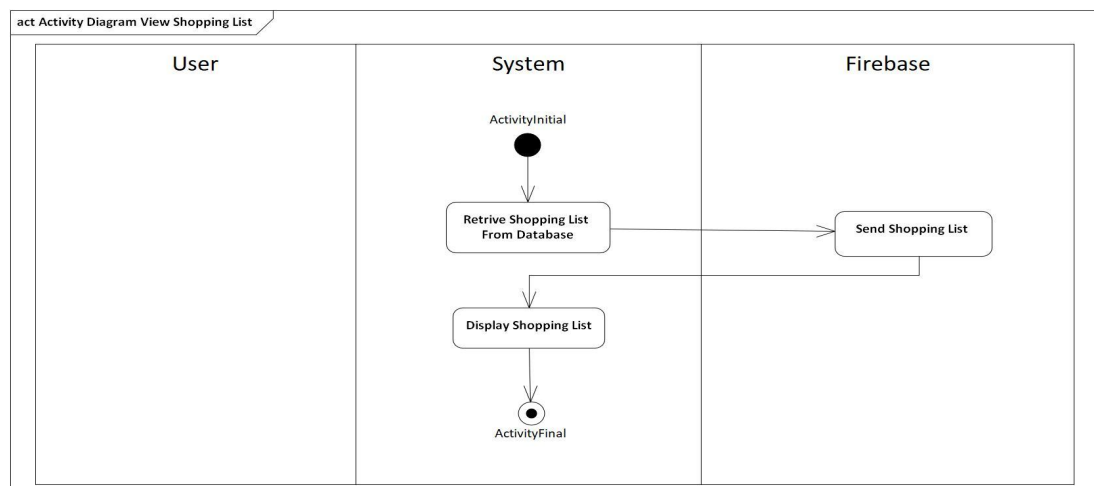 act Activity Diagram View Shopping List
User
System
Firebase
ActivityInitial
Retrive Shopping List
From Database
Send Shopping List
Display Shopping List
ActivityFinal